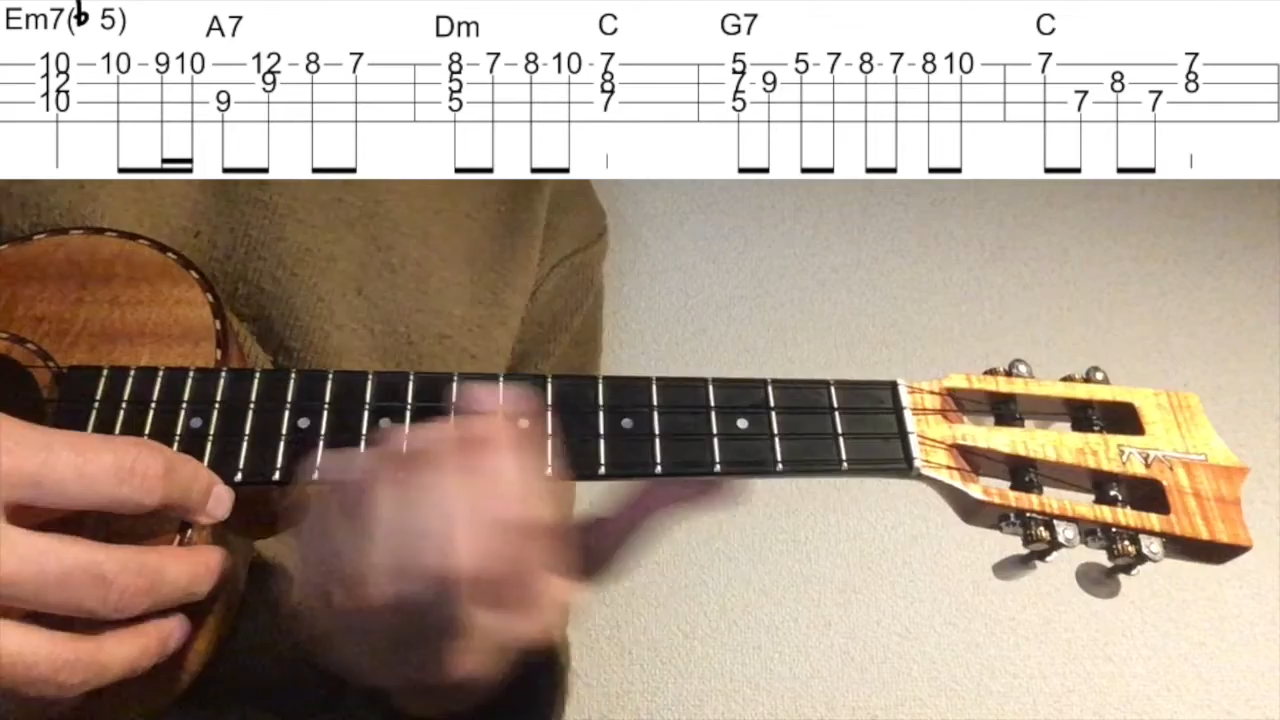 Em7(♭ 5) A7 Dm C G7 C
10 10 9 10 12 8 7 8 7 8 10 7 5 5 7 8 7 8 10 7 7
12 9 5 8 7 9 8 8
10 9 5 7 5 7 7